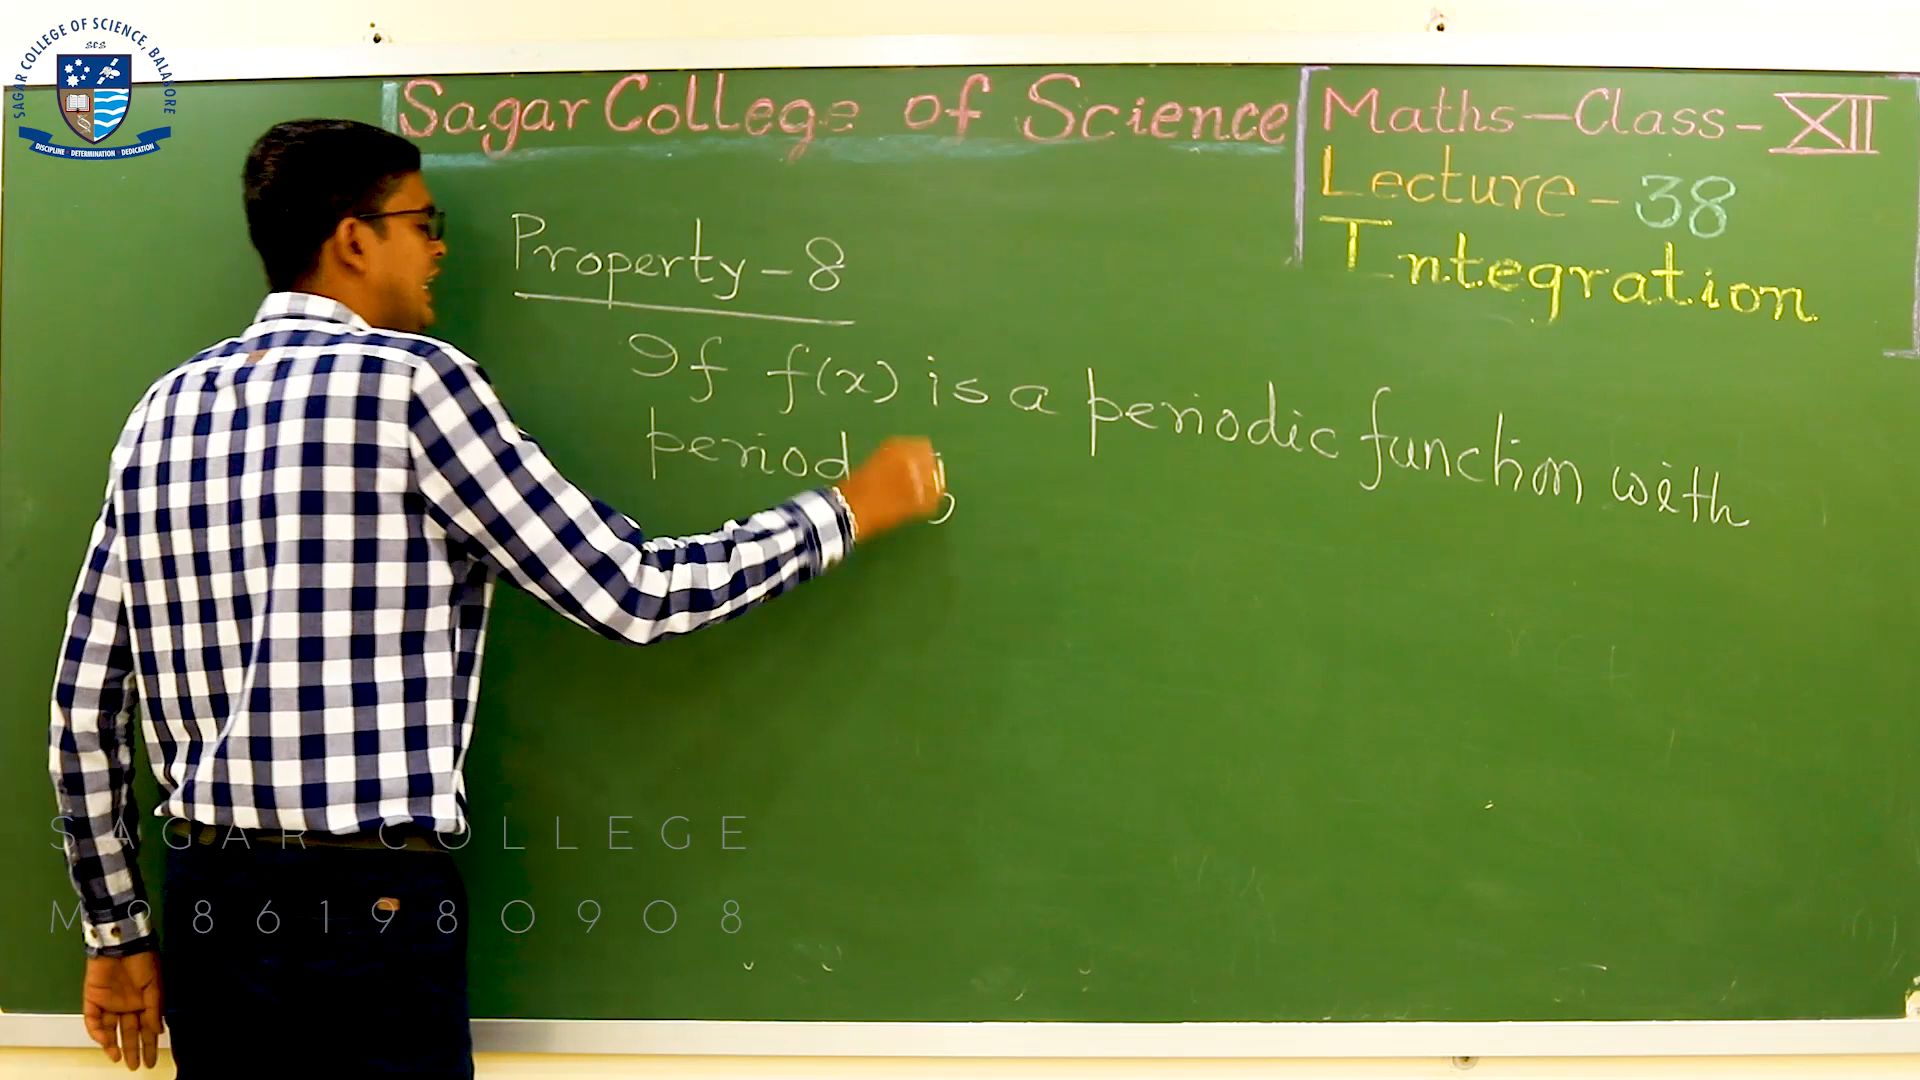 SAGAR COLLEGE OF SCIENCE, BALASORE
SCS
DISCIPLINE · DETERMINATION · DEDICATION
Sagar College of Science
Maths-Class-XII
Lecture-38
Integration
Property-8
If f(x) is a periodic function with
period
SAGAR COLLEGE
M 9861980908